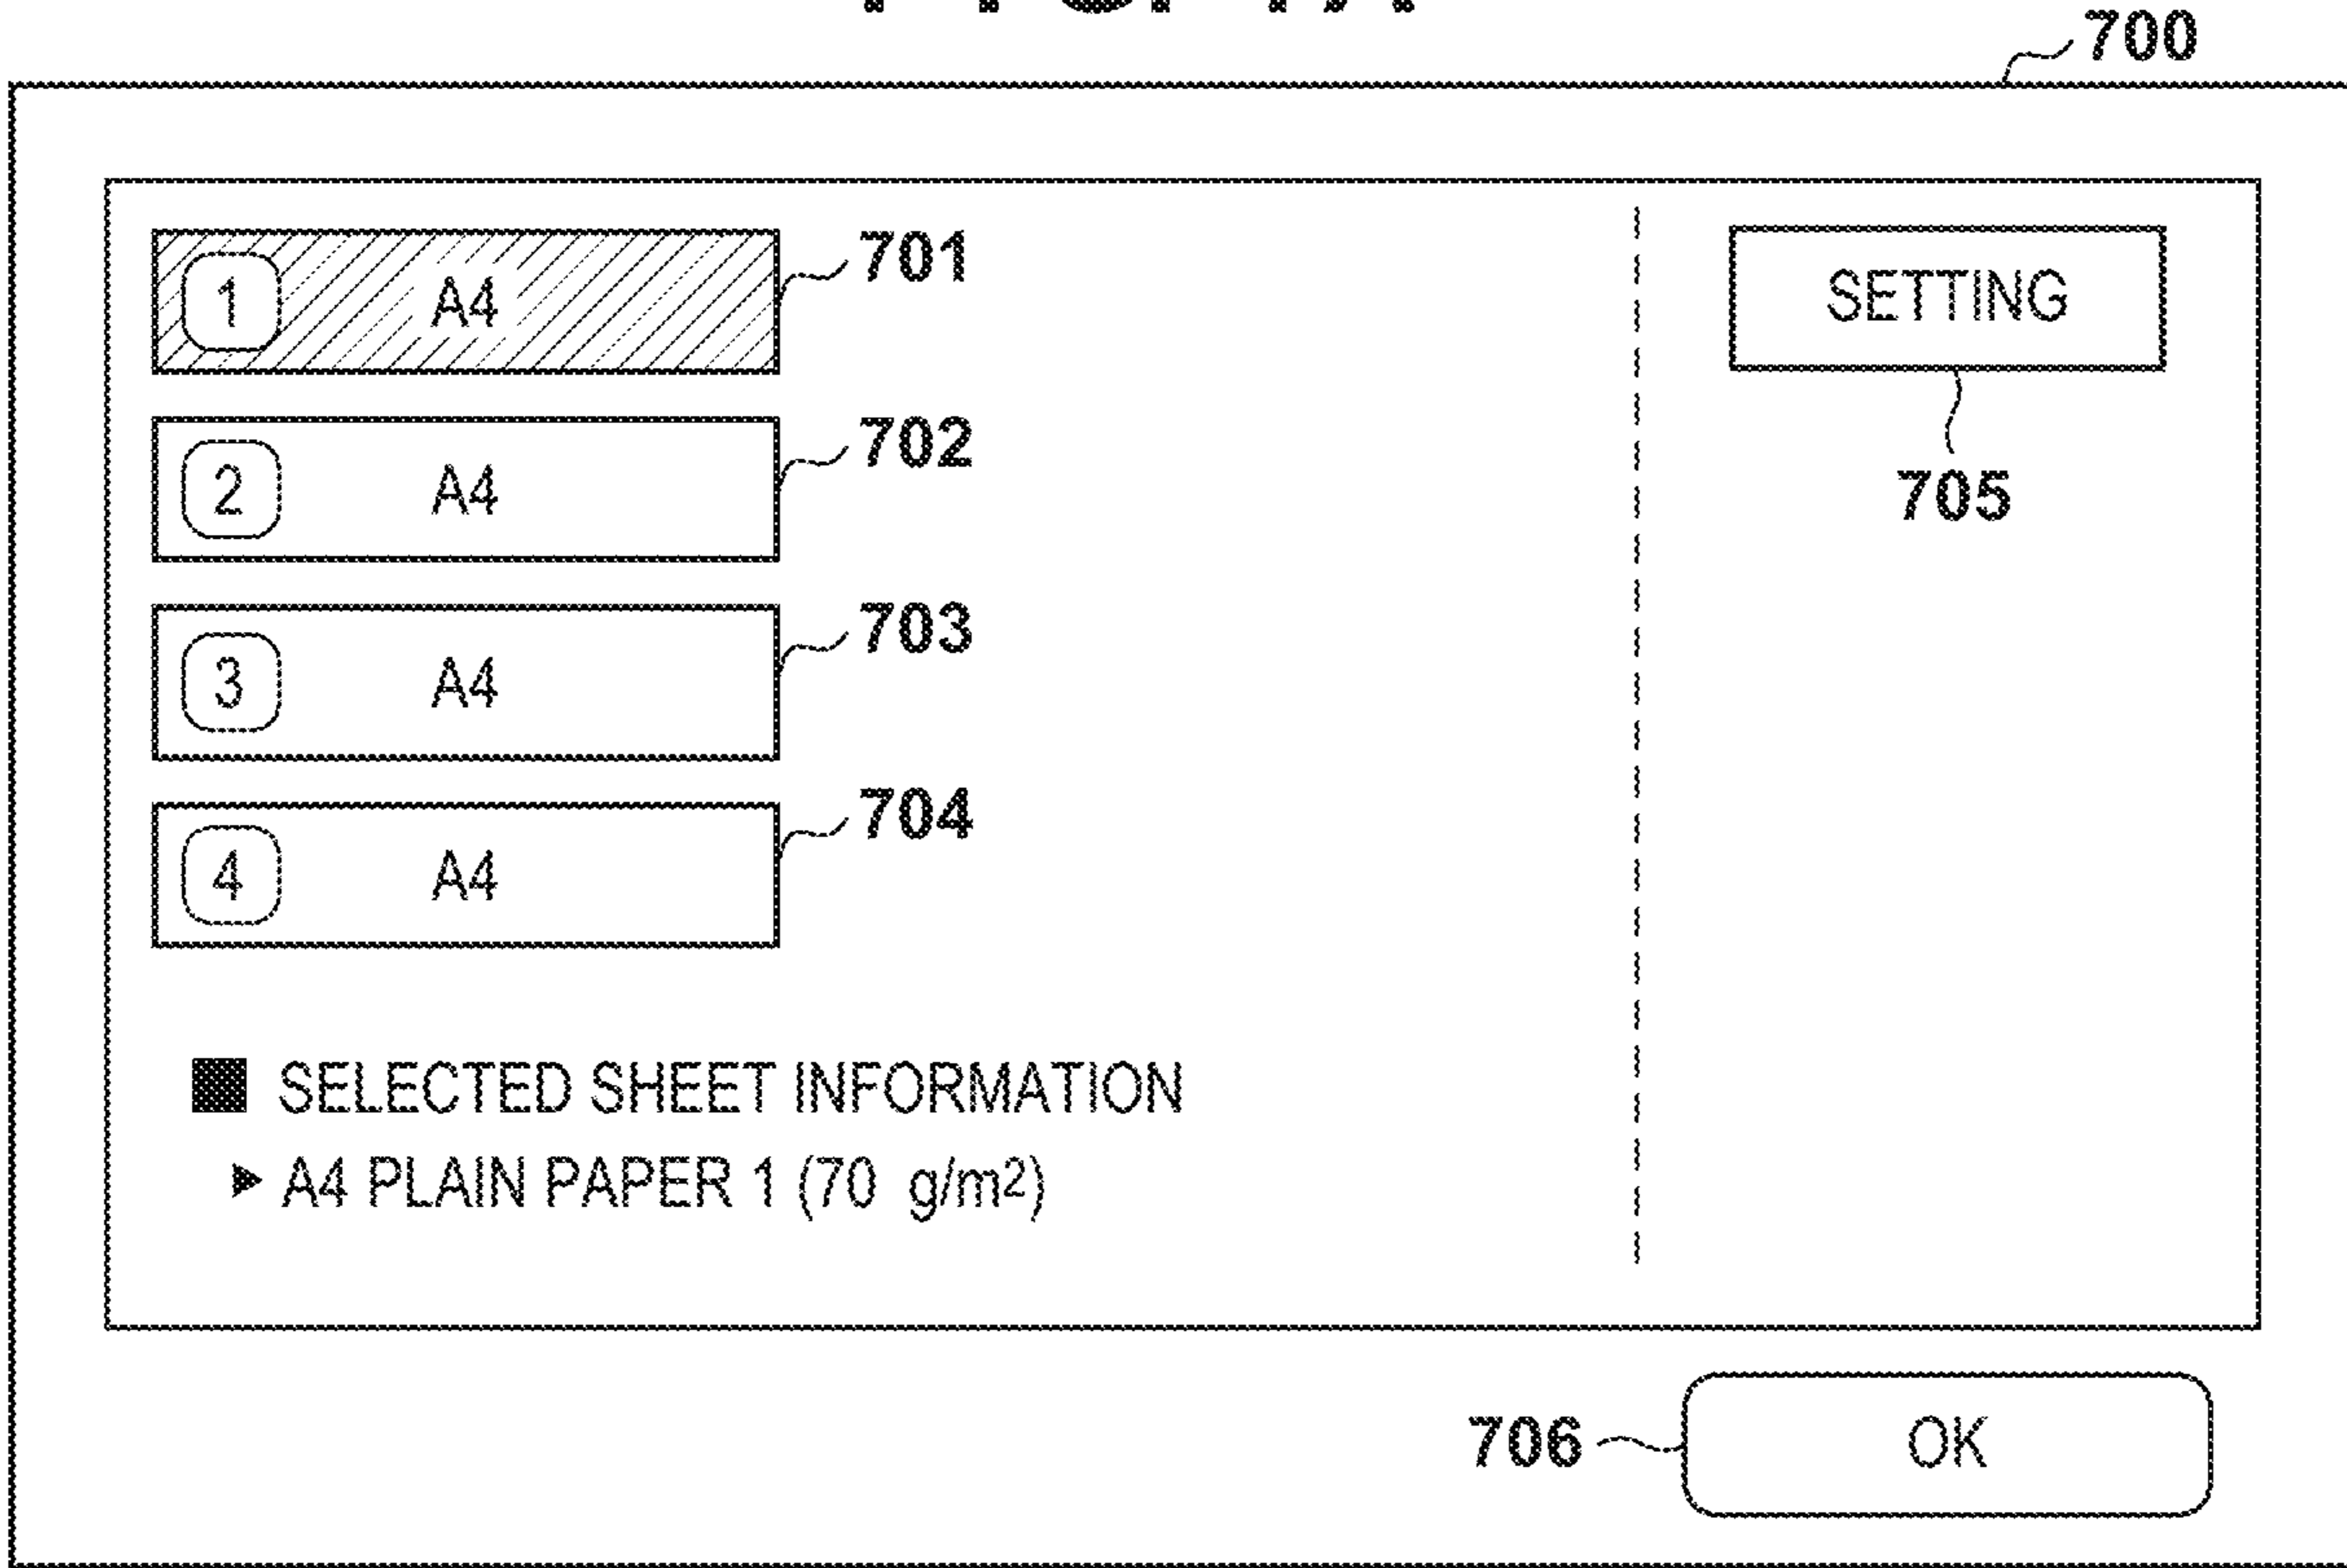 700
1 A4 701
SETTING
705
2 A4 702
3 A4 703
4 A4 704
■ SELECTED SHEET INFORMATION
► A4 PLAIN PAPER 1 (70 g/m²)
706 OK